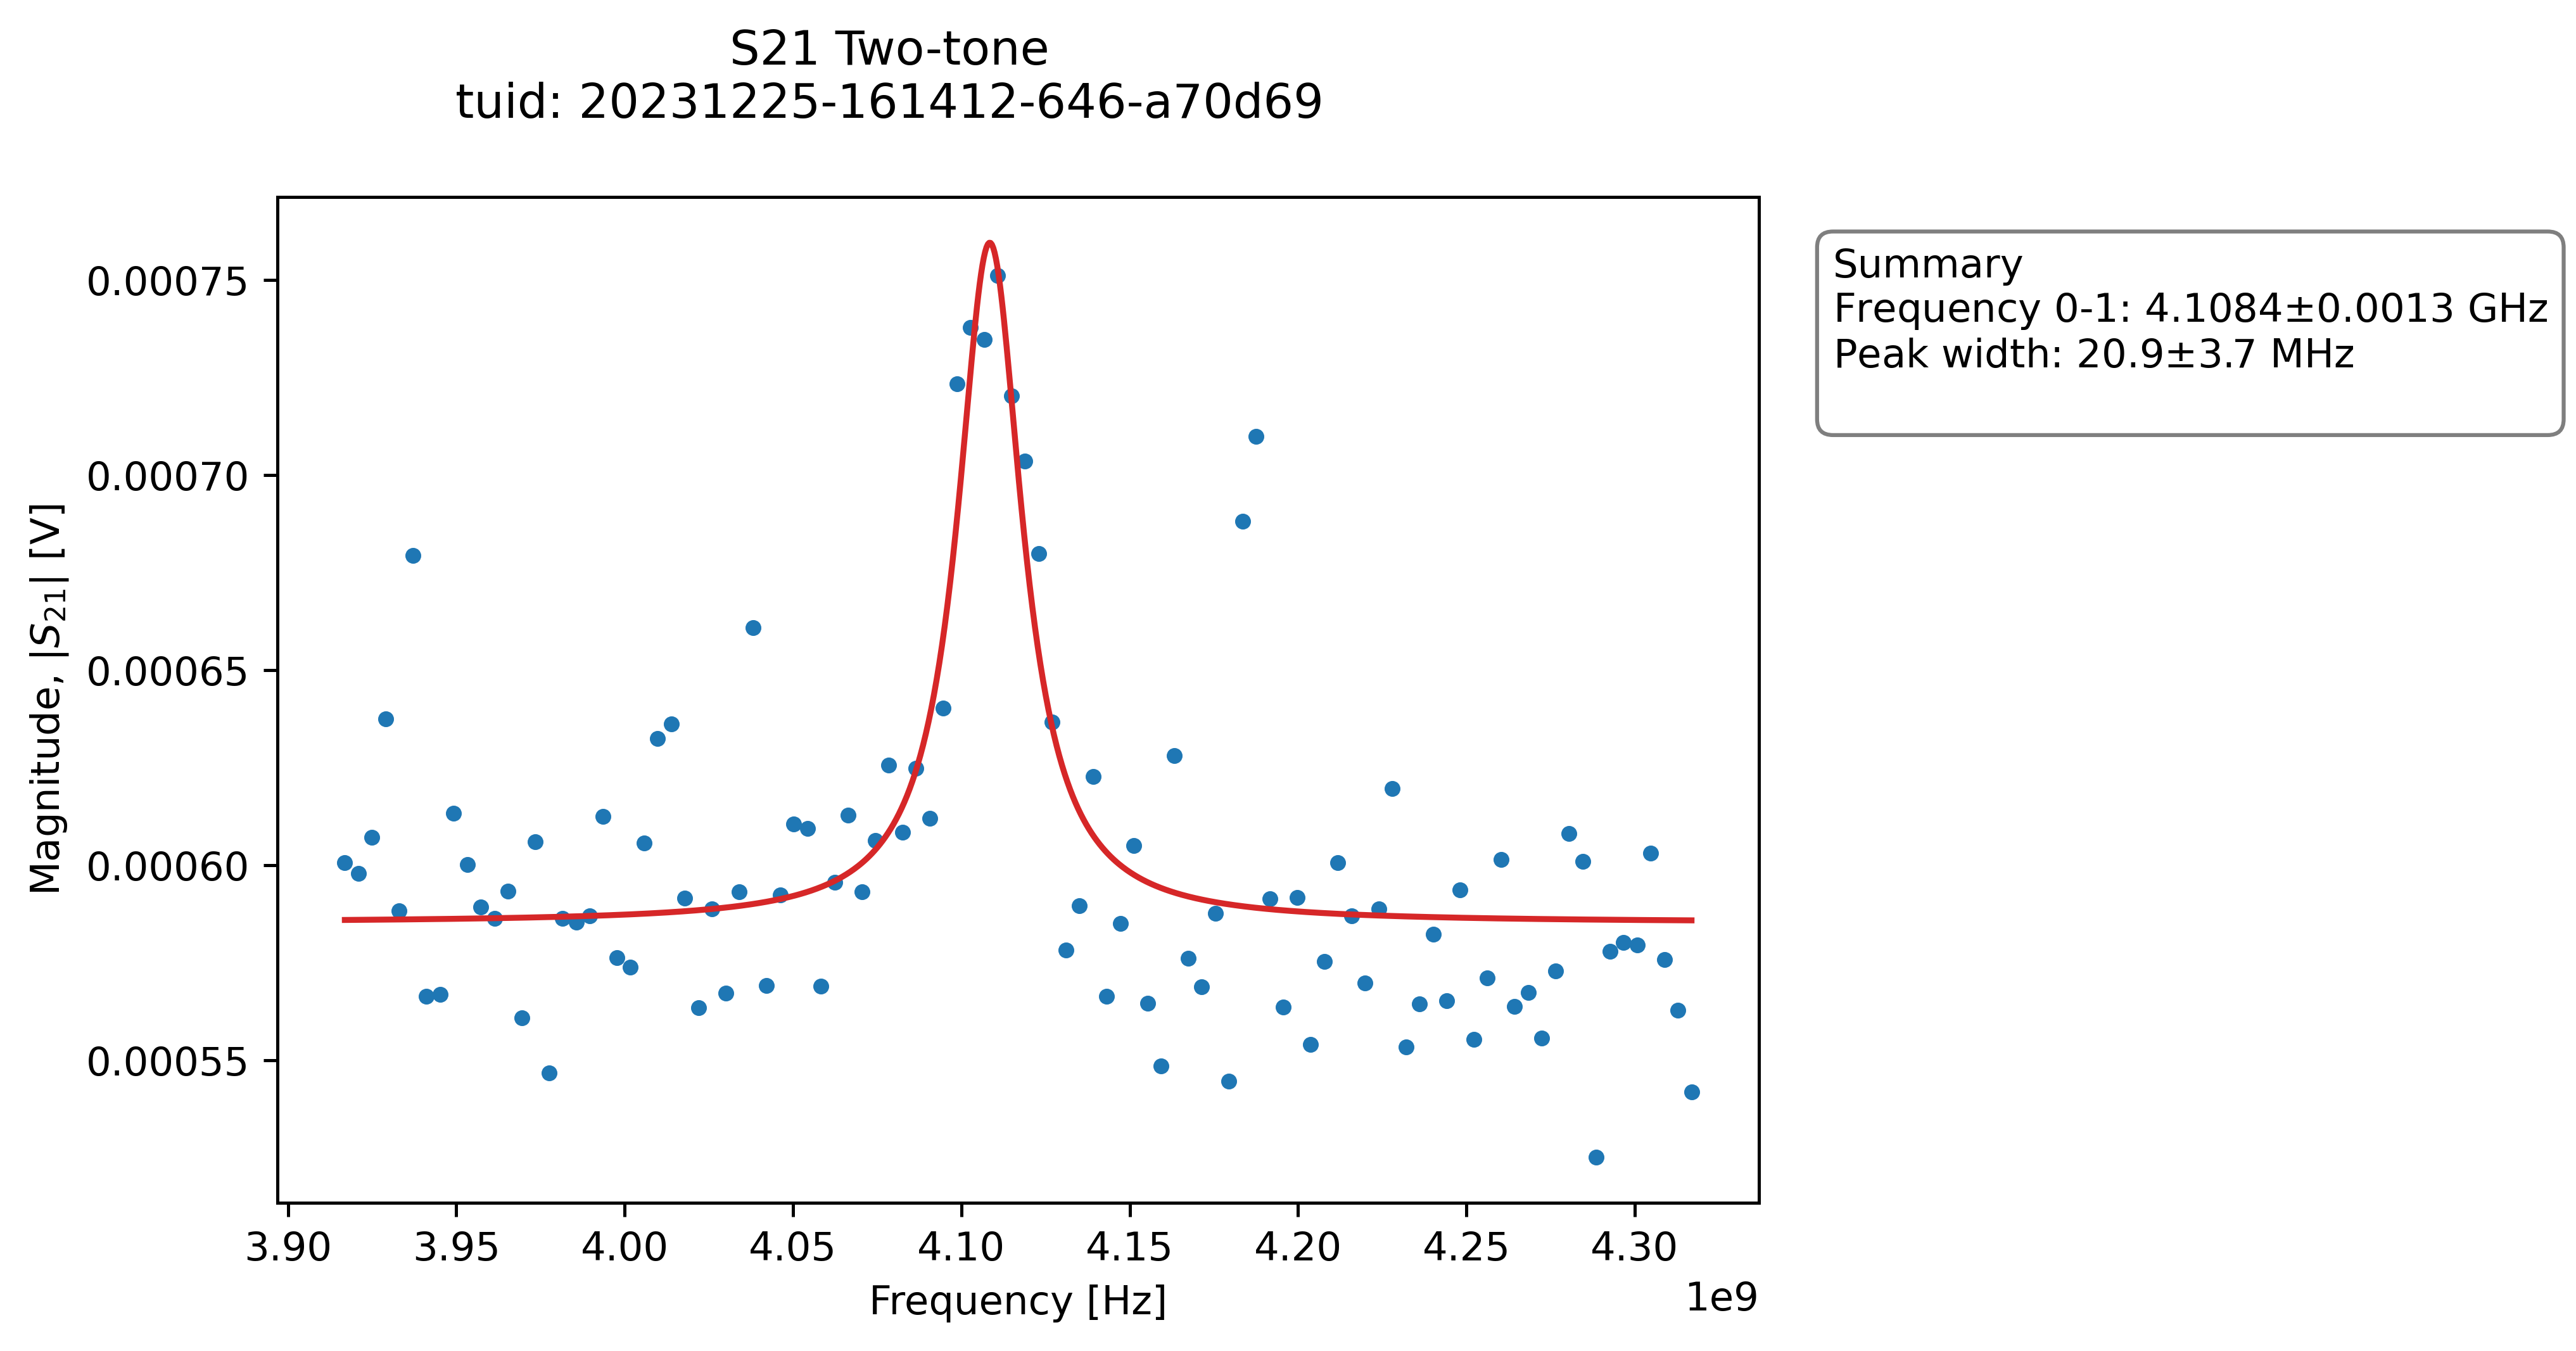 S21 Two-tone
tuid: 20231225-161412-646-a70d69
Summary
Frequency 0-1: 4.1084±0.0013 GHz
Peak width: 20.9±3.7 MHz
Magnitude, |S₂₁| [V]
0.00075
0.00070
0.00065
0.00060
0.00055
3.90 3.95 4.00 4.05 4.10 4.15 4.20 4.25 4.30
1e9
Frequency [Hz]